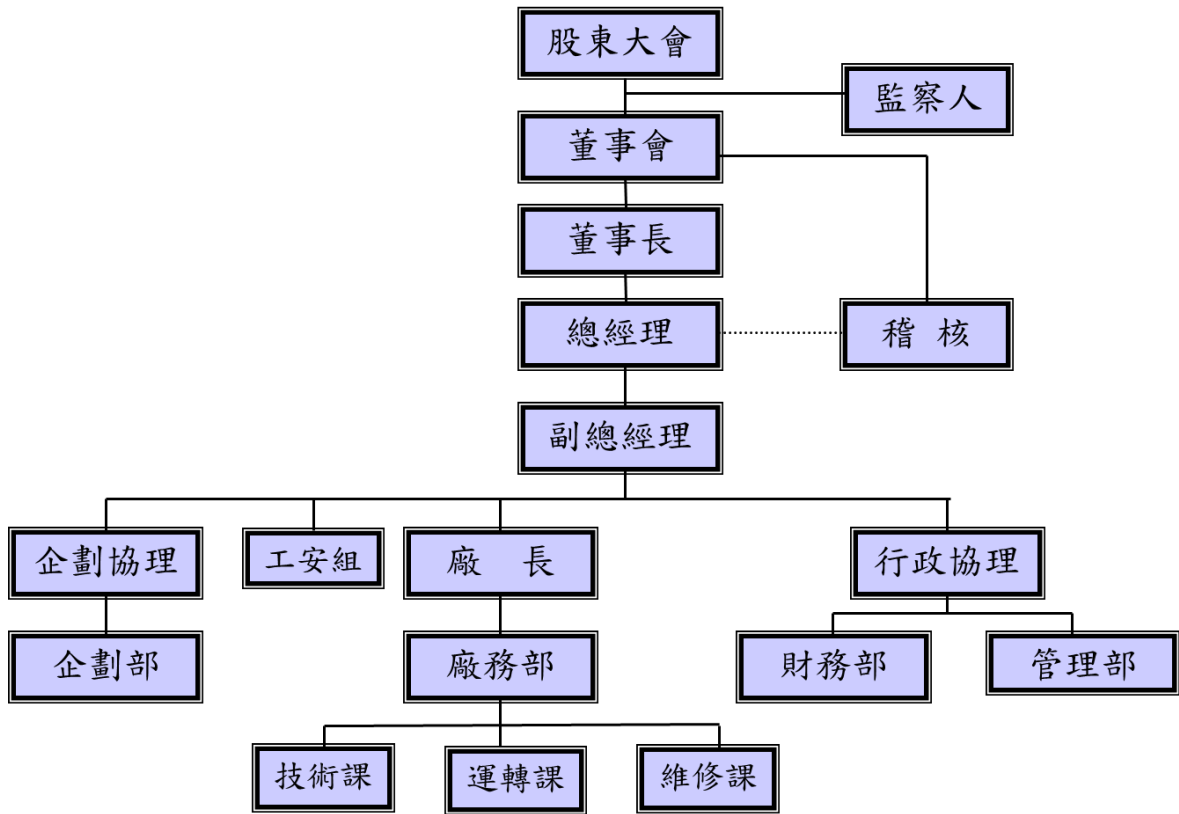 股東大會
監察人
董事會
董事長
總經理
稽 核
副總經理
企劃協理
工安組
廠 長
行政協理
企劃部
廠務部
財務部
管理部
技術課
運轉課
維修課